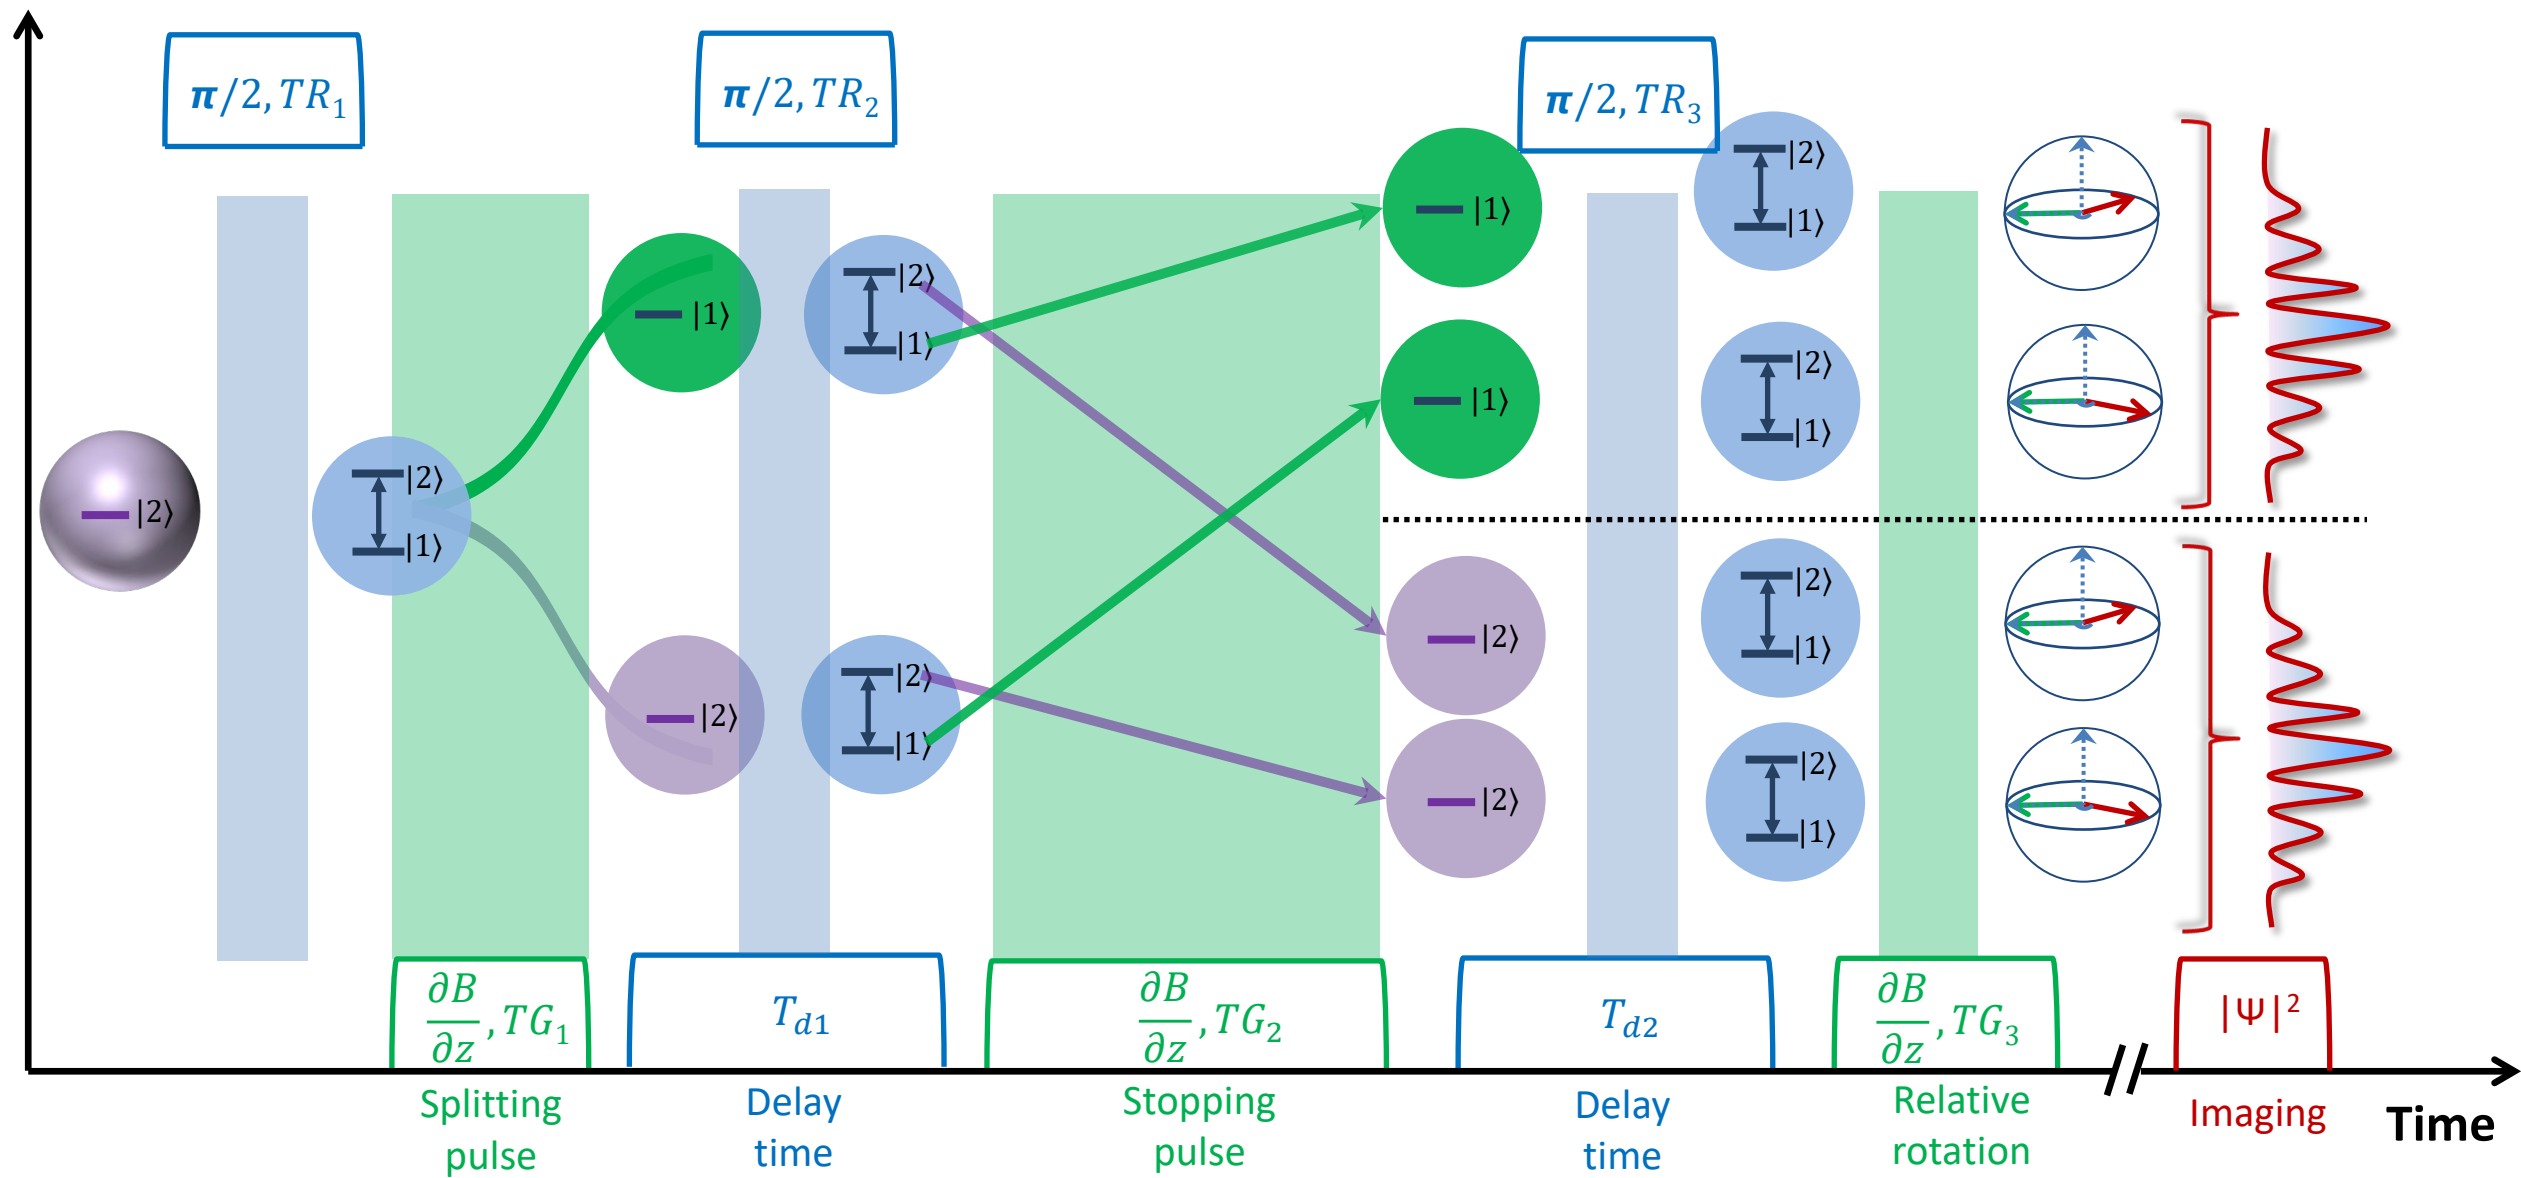 π/2, TR₁
π/2, TR₂
π/2, TR₃
|2⟩
|2⟩
|1⟩
|1⟩
|2⟩
|2⟩
|1⟩
|2⟩
|1⟩
|1⟩
|1⟩
|2⟩
|2⟩
|2⟩
|1⟩
|2⟩
|1⟩
|2⟩
|1⟩
|2⟩
|1⟩
∂B/∂z, TG₁
T_d1
∂B/∂z, TG₂
T_d2
∂B/∂z, TG₃
|Ψ|²
Splitting
pulse
Delay
time
Stopping
pulse
Delay
time
Relative
rotation
Imaging
Time